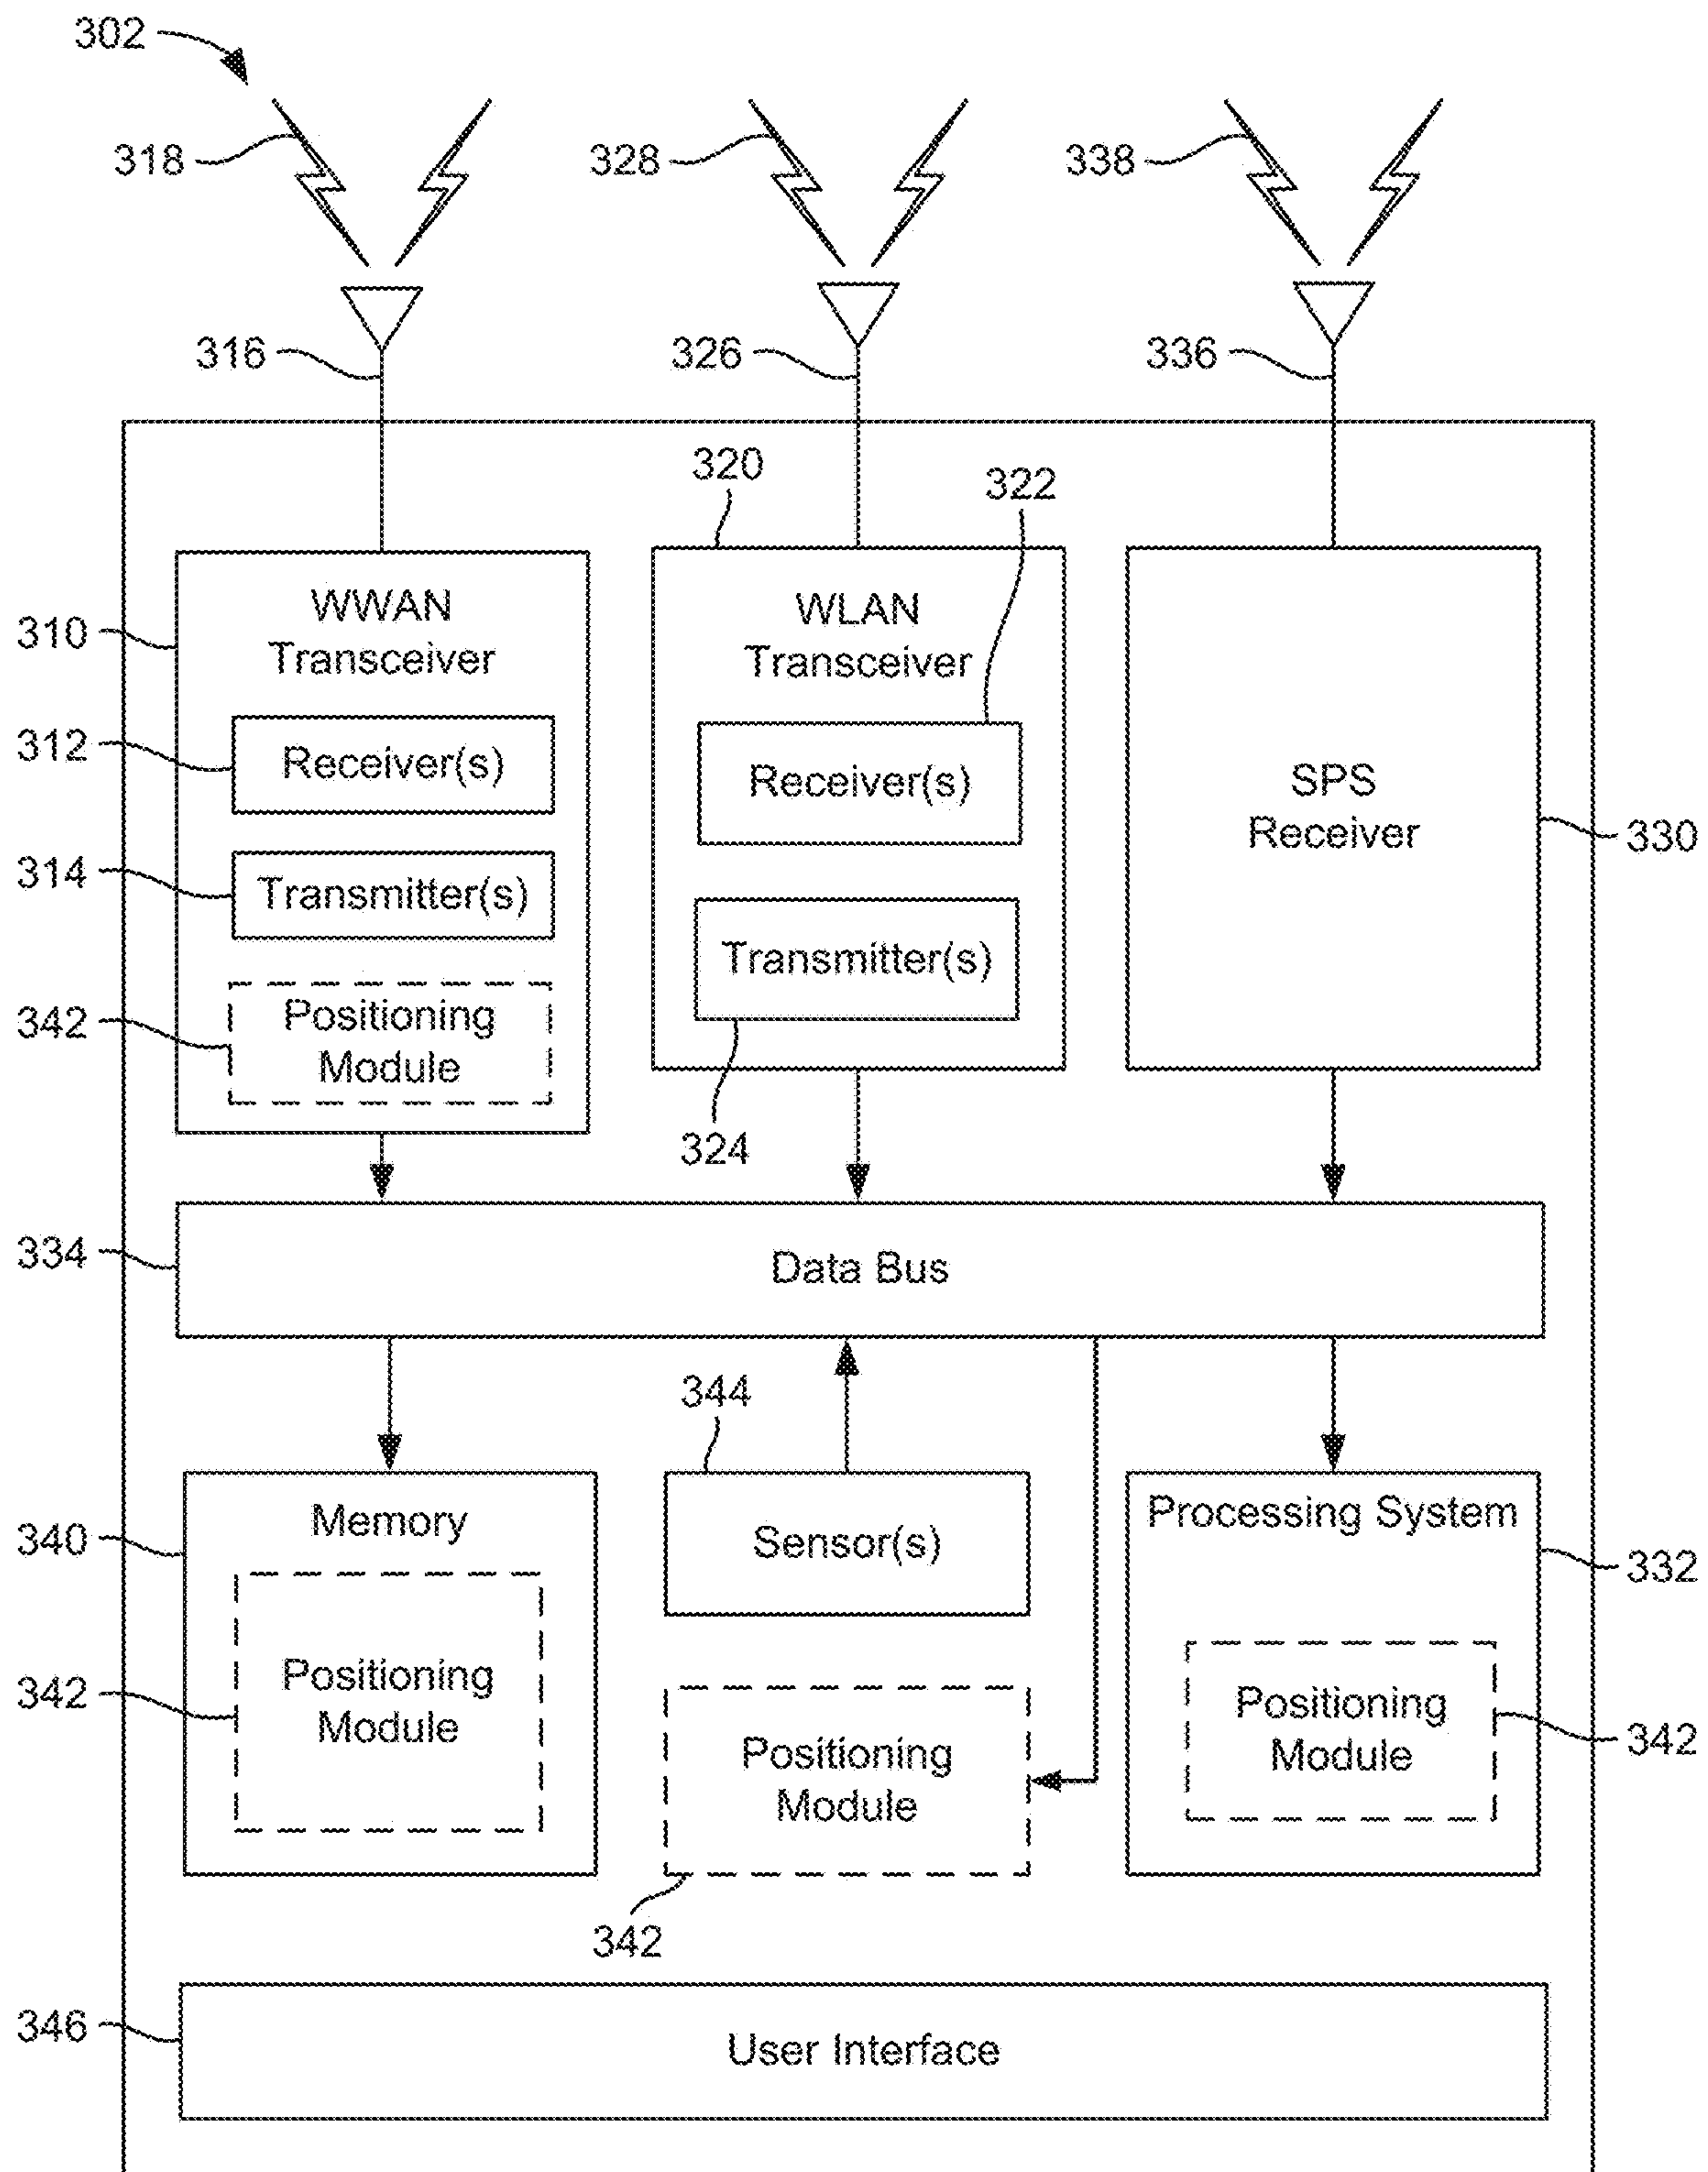 302
318
328
338
316
326
336
320
322
310
WWAN
Transceiver
WLAN
Transceiver
312
Receiver(s)
Receiver(s)
SPS
Receiver
330
314
Transmitter(s)
Transmitter(s)
342
Positioning
Module
324
334
Data Bus
344
340
Memory
Sensor(s)
Processing System
332
342
Positioning
Module
Positioning
Module
Positioning
Module
342
342
346
User Interface